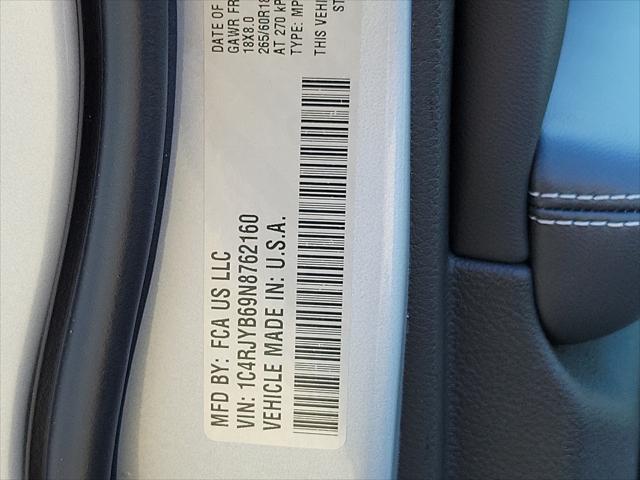 MFD BY: FCA US LLC
DATE OF
VIN: 1C4RJYB69N8762160
GAWR FR
VEHICLE MADE IN: U.S.A.
18X8.0
265/60R18
AT 270 kP
TYPE: MP
THIS VEHI
ST